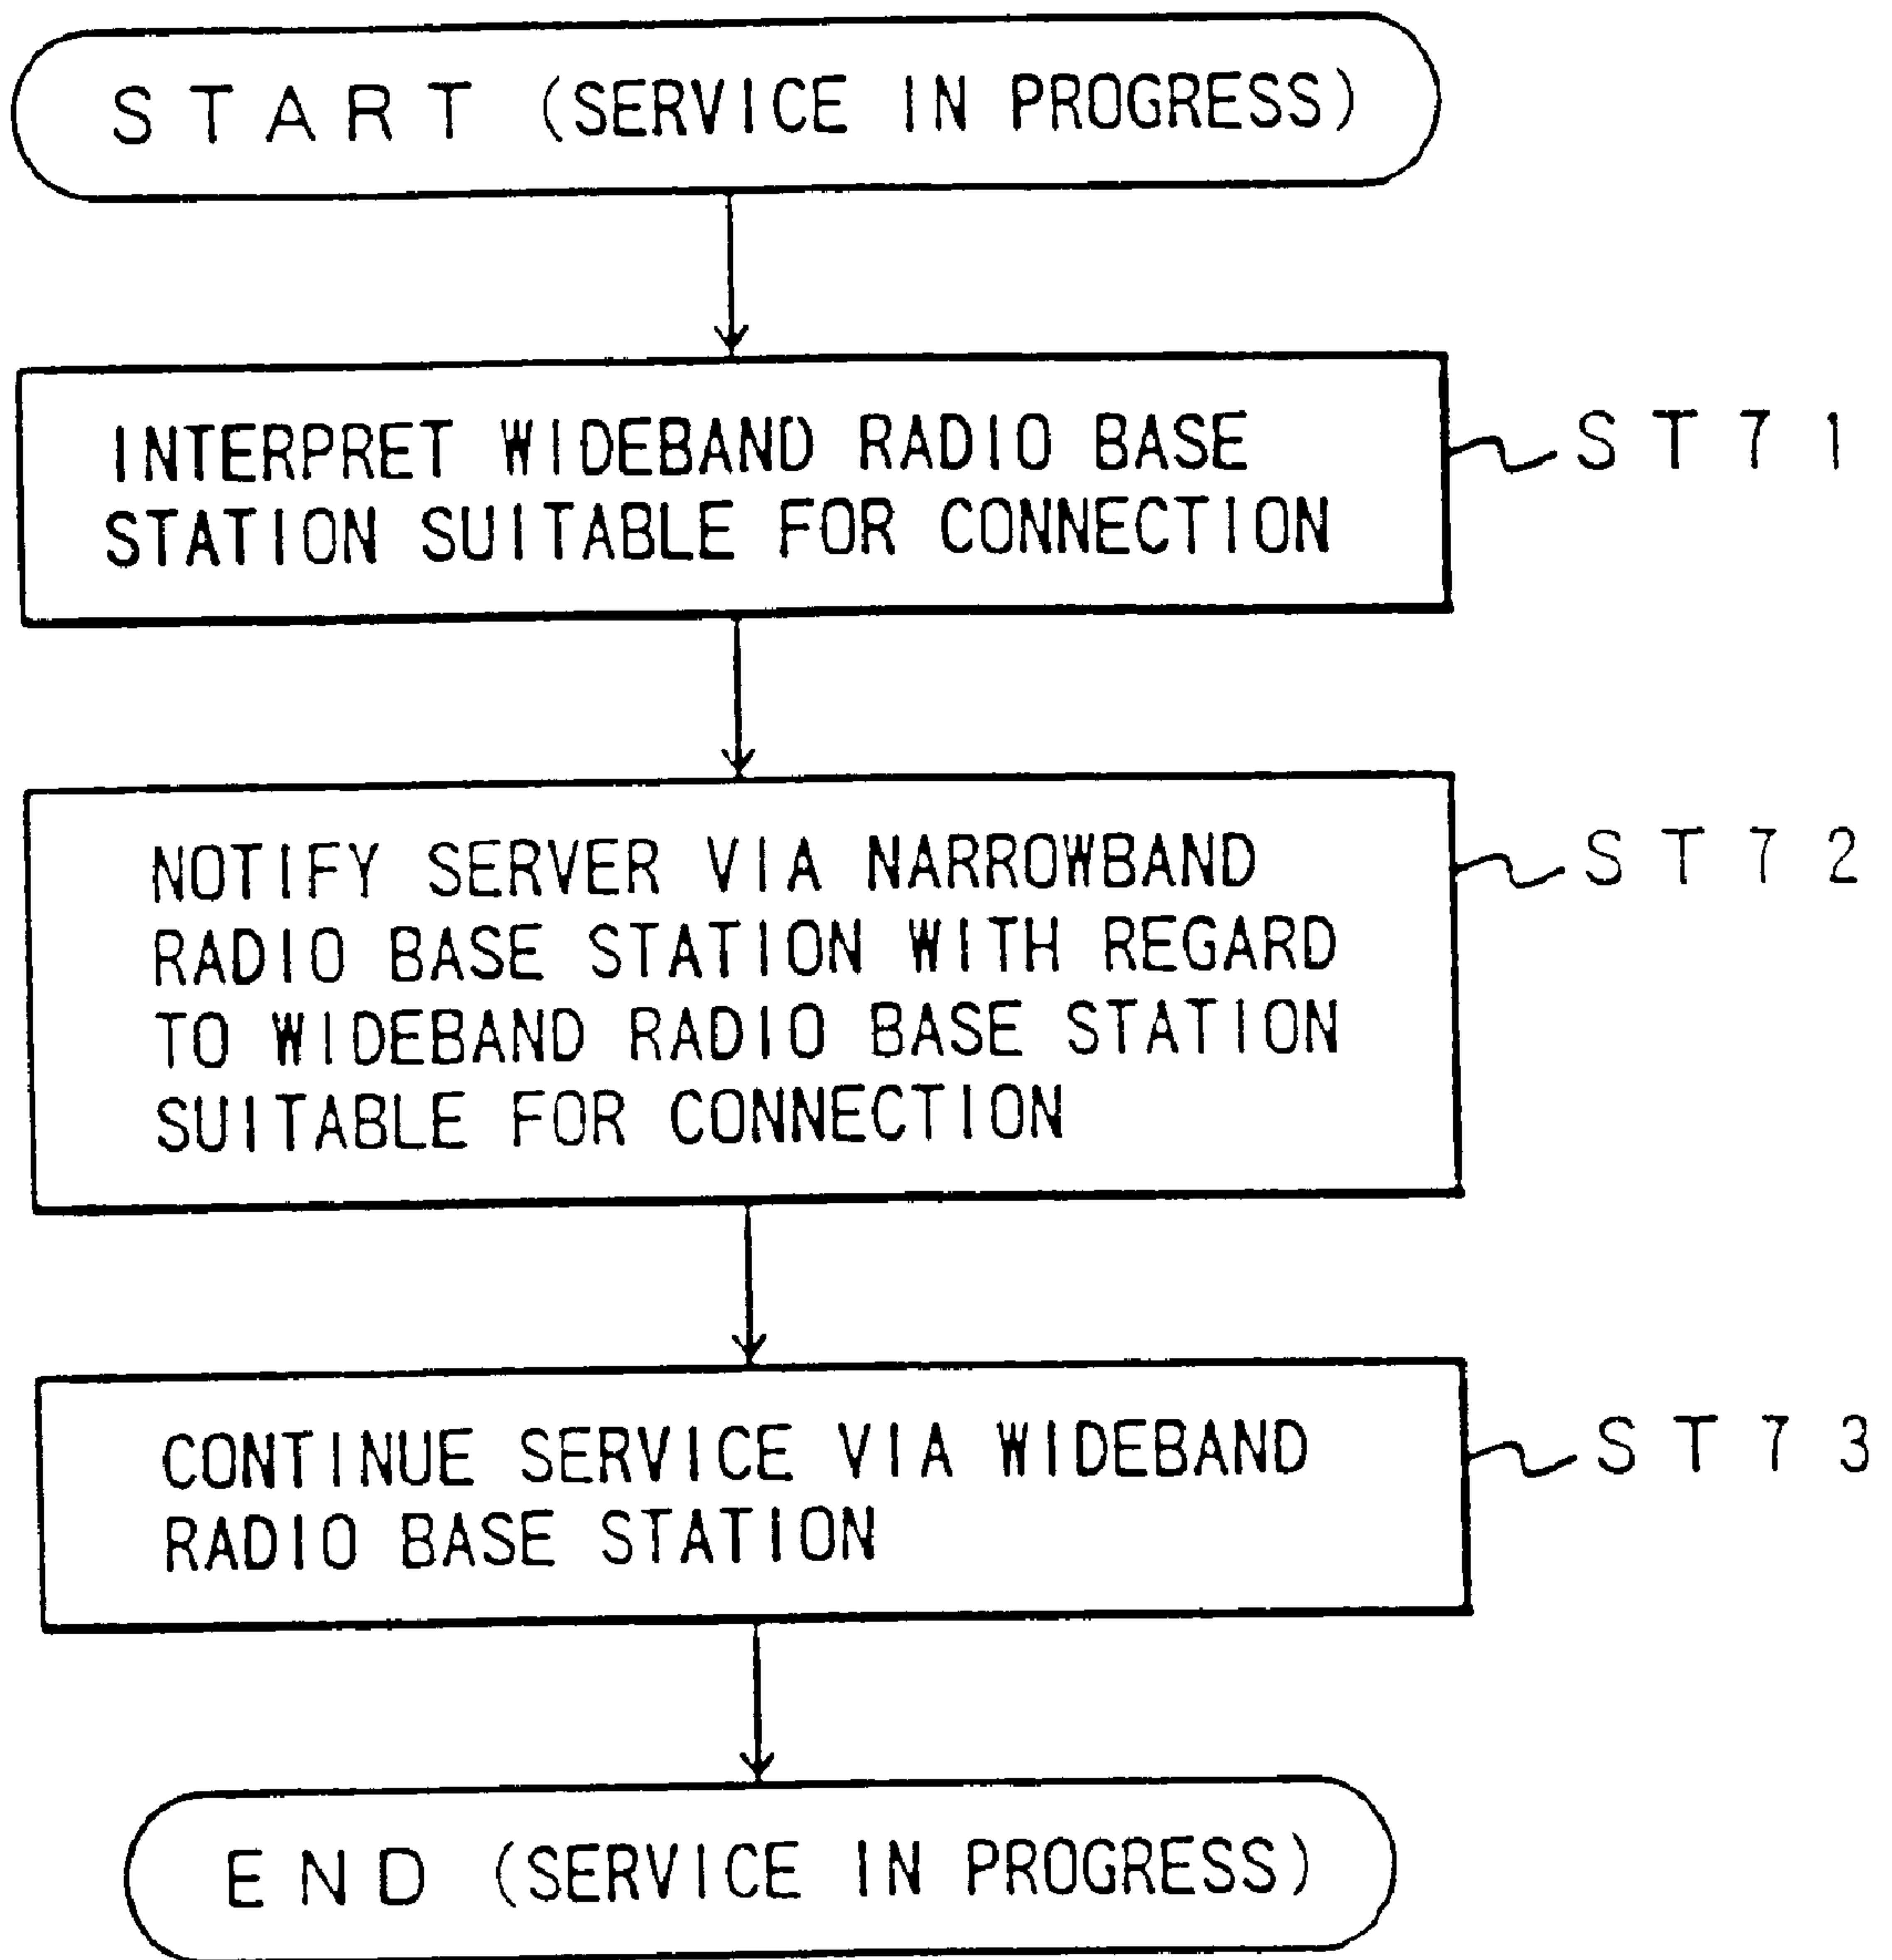 START (SERVICE IN PROGRESS)
INTERPRET WIDEBAND RADIO BASE
STATION SUITABLE FOR CONNECTION
ST71
NOTIFY SERVER VIA NARROWBAND
RADIO BASE STATION WITH REGARD
TO WIDEBAND RADIO BASE STATION
SUITABLE FOR CONNECTION
ST72
CONTINUE SERVICE VIA WIDEBAND
RADIO BASE STATION
ST73
END (SERVICE IN PROGRESS)